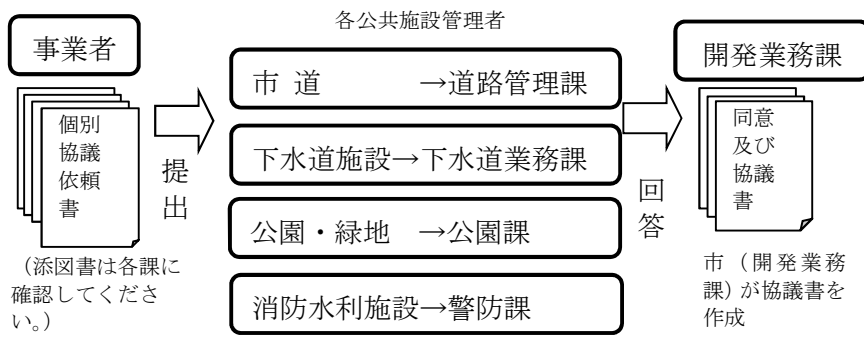 各公共施設管理者
事業者
個別
協議
依頼
書
(添図書は各課に
確認してくださ
い。)
提
出
市 道 →道路管理課
下水道施設→下水道業務課
公園・緑地 →公園課
消防水利施設→警防課
回
答
開発業務課
同意
及び
協議
書
市(開発業務
課)が協議書を
作成